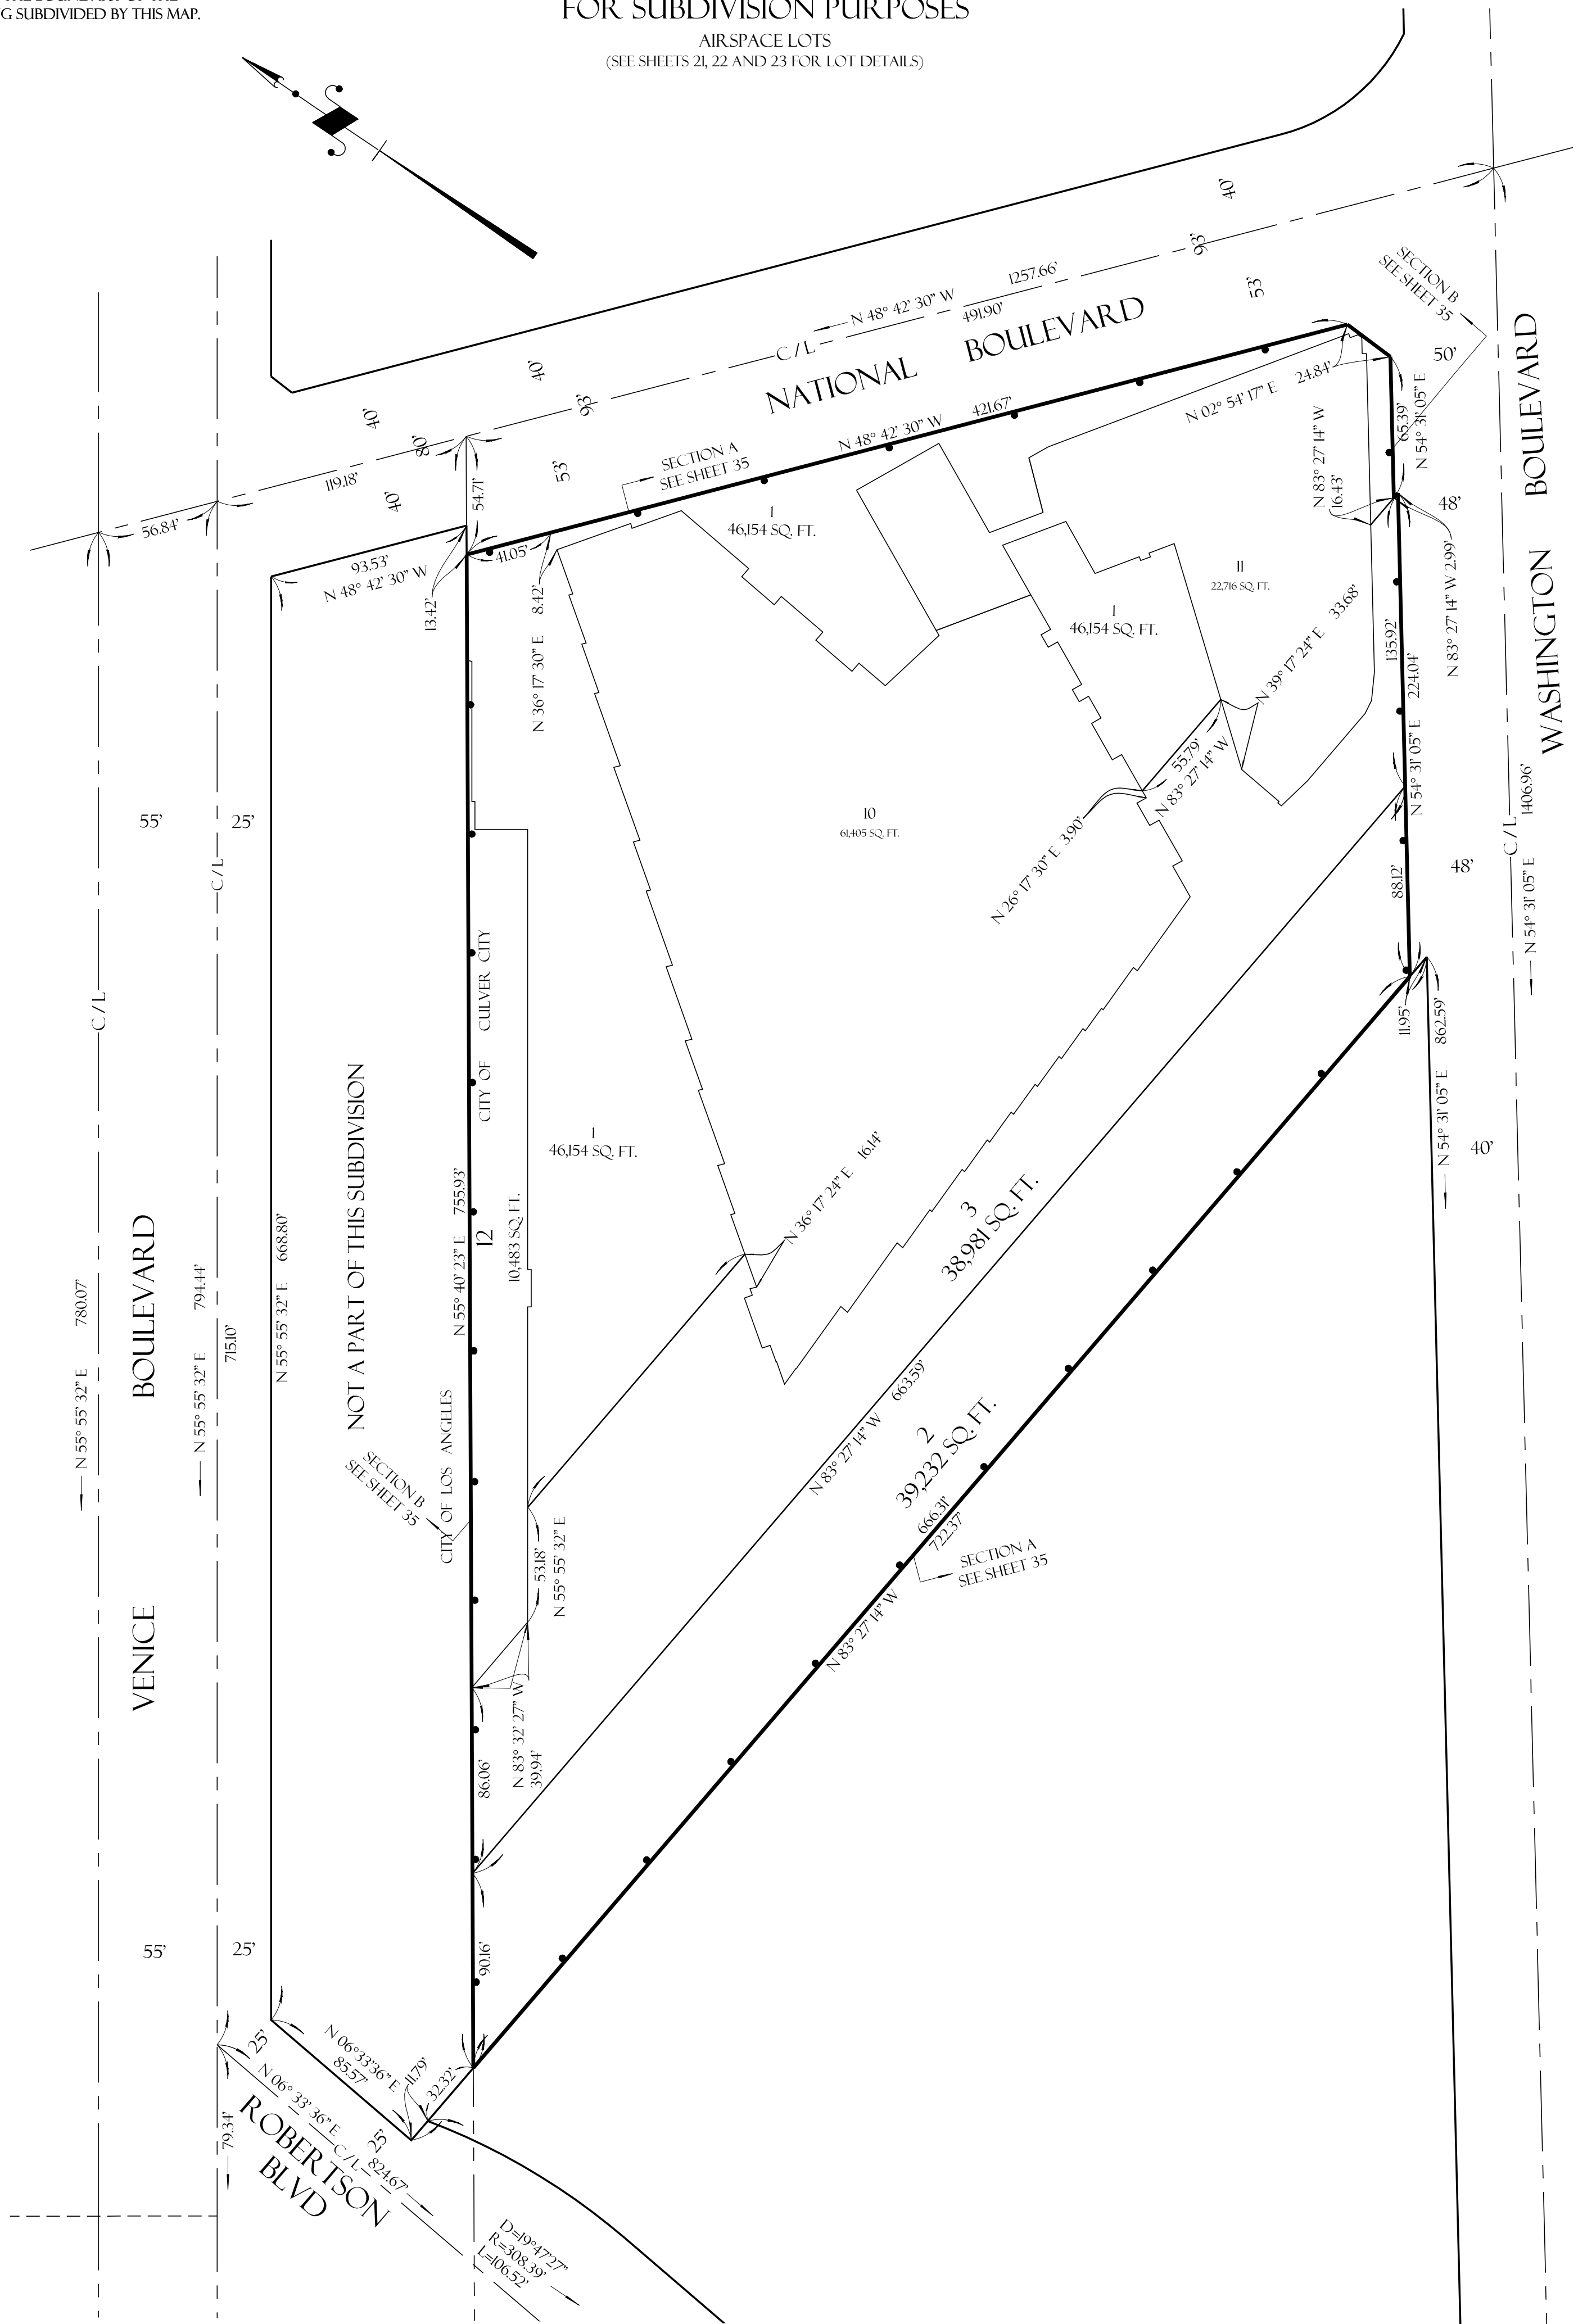 G SUBDIVIDED BY THIS MAP.
FOR SUBDIVISION PURPOSES
AIRSPACE LOTS
(SEE SHEETS 21, 22 AND 23 FOR LOT DETAILS)
40'
93'
53'
1257.66'
N 48° 42' 30" W
491.90'
C/L
NATIONAL BOULEVARD
SECTION B
SEE SHEET 35
50'
40'
93'
53'
40'
80'
40'
119.18'
56.84'
54.71'
93.53'
N 48° 42' 30" W
13.42'
41.05'
8.42'
N 36° 17' 30" E
SECTION A
SEE SHEET 35
N 48° 42' 30" W
421.67'
N 02° 54' 17" E
24.84'
65.39'
N 54° 31' 05" E
N 83° 27' 14" W
16.43'
48'
N 83° 27' 14" W 2.99'
1
46,154 SQ. FT.
11
22,716 SQ. FT.
1
46,154 SQ. FT.
N 39° 17' 24" E 33.68'
135.92'
224.04'
N 54° 31' 05" E
55.79'
N 83° 27' 14" W
N 26° 17' 30" E 3.90'
10
61,405 SQ. FT.
WASHINGTON BOULEVARD
1406.96'
C/L
N 54° 31' 05" E
48'
88.12'
11.95'
862.59'
N 54° 31' 05" E
40'
55'
25'
C/L
C/L
CITY OF CULVER CITY
NOT A PART OF THIS SUBDIVISION
1
46,154 SQ. FT.
N 55° 40' 23" E 755.93'
12
10,483 SQ. FT.
N 36° 17' 24" E 16.14'
3
38,981 SQ. FT.
N 55° 55' 32" E 780.07'
VENICE BOULEVARD
N 55° 55' 32" E 794.44'
715.10'
N 55° 55' 32" E 668.80'
663.59'
N 83° 27' 14" W
2
39,232 SQ. FT.
666.31'
722.37'
N 83° 27' 14" W
SECTION A
SEE SHEET 35
SECTION B
SEE SHEET 35
CITY OF LOS ANGELES
53.18'
N 55° 55' 32" E
N 83° 32' 27" W
39.94'
86.06'
90.16'
55'
25'
25'
N 06°33'36" E
85.57'
11.79'
32.32'
N 06° 33' 36" E
C/L
824.67'
25'
79.34'
ROBERTSON
BLVD
D=19°47'27"
R=308.39'
L=106.52'